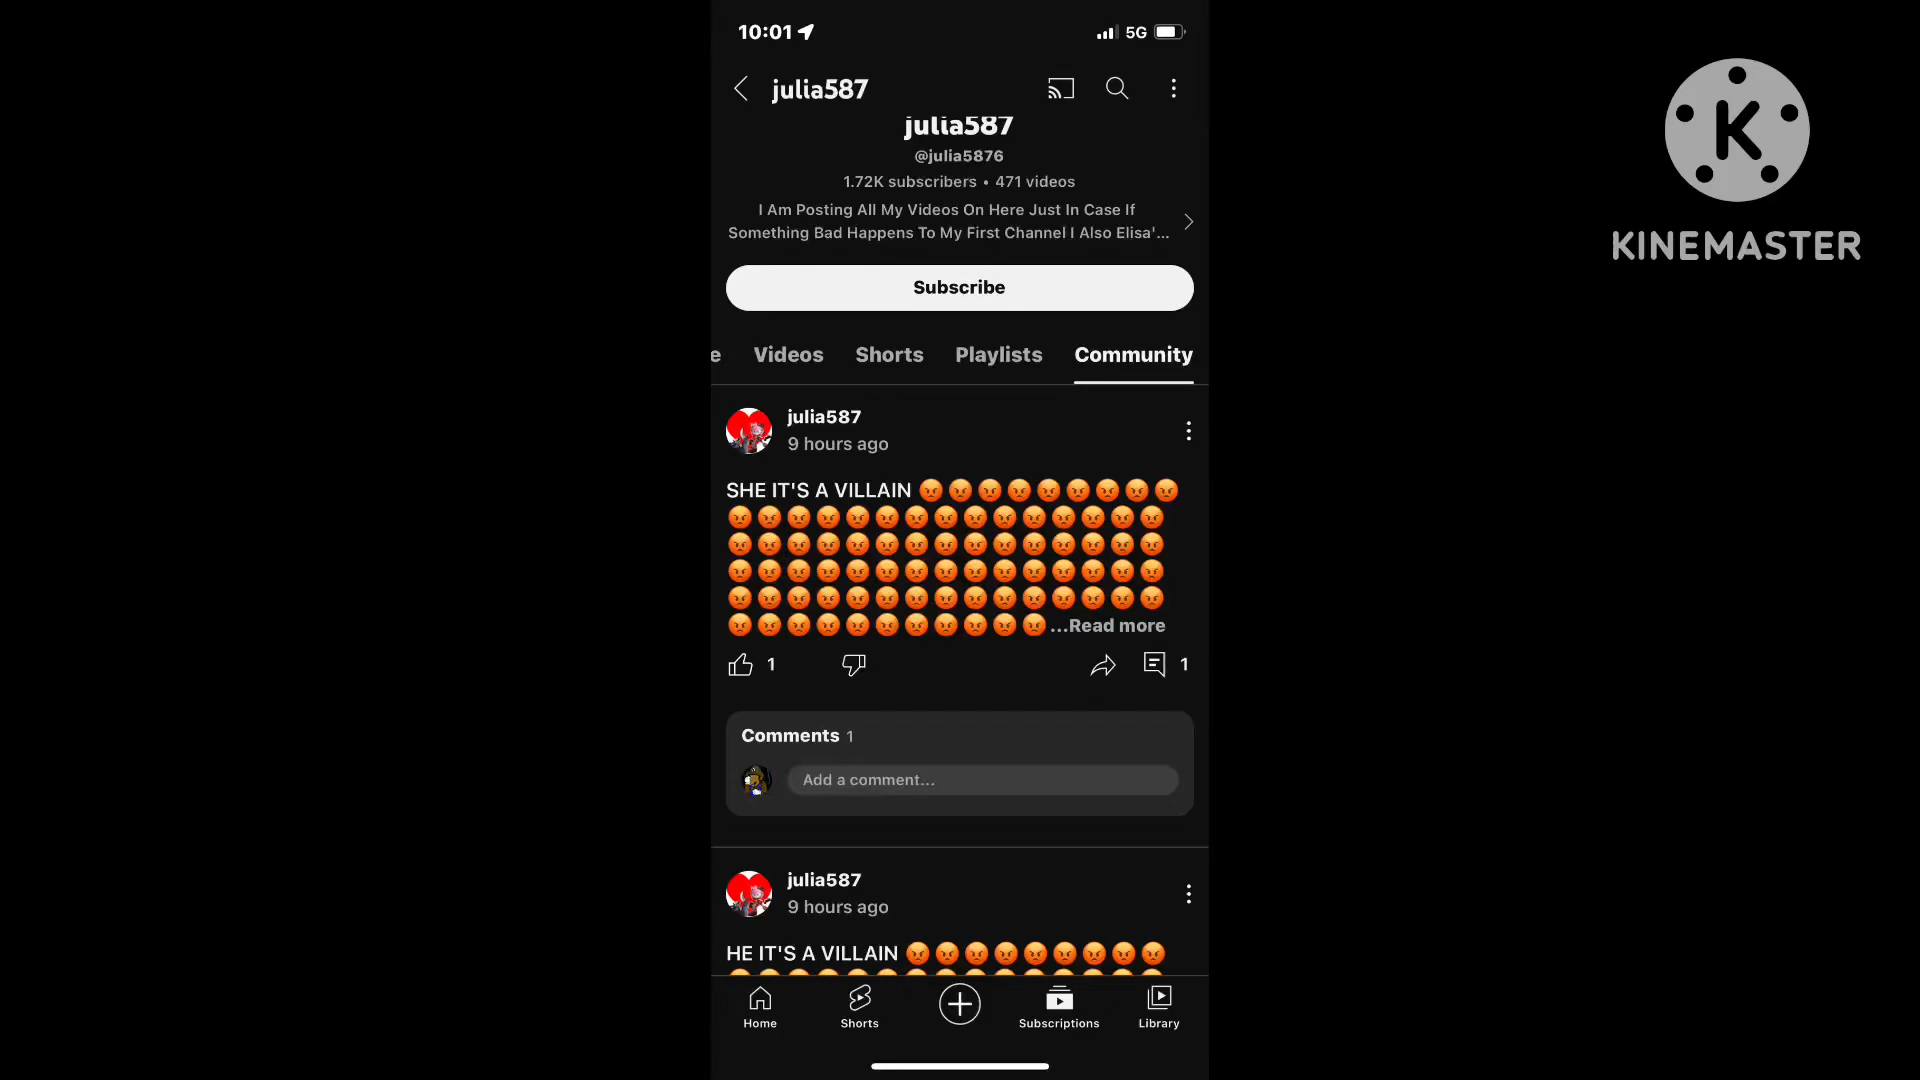 10:01
5G
julia587
julia587
@julia5876
1.72K subscribers • 471 videos
I Am Posting All My Videos On Here Just In Case If
Something Bad Happens To My First Channel I Also Elisa'...
Subscribe
e Videos Shorts Playlists Community
julia587
9 hours ago
SHE IT'S A VILLAIN 😡😡😡😡😡😡😡😡😡
😡😡😡😡😡😡😡😡😡😡😡😡😡😡😡
😡😡😡😡😡😡😡😡😡😡😡😡😡😡😡
😡😡😡😡😡😡😡😡😡😡😡😡😡😡😡
😡😡😡😡😡😡😡😡😡😡😡😡😡😡😡
😡😡😡😡😡😡😡😡😡😡😡 ...Read more
1 1
Comments 1
Add a comment...
julia587
9 hours ago
HE IT'S A VILLAIN 😡😡😡😡😡😡😡😡😡
Home Shorts Subscriptions Library
K
KINEMASTER